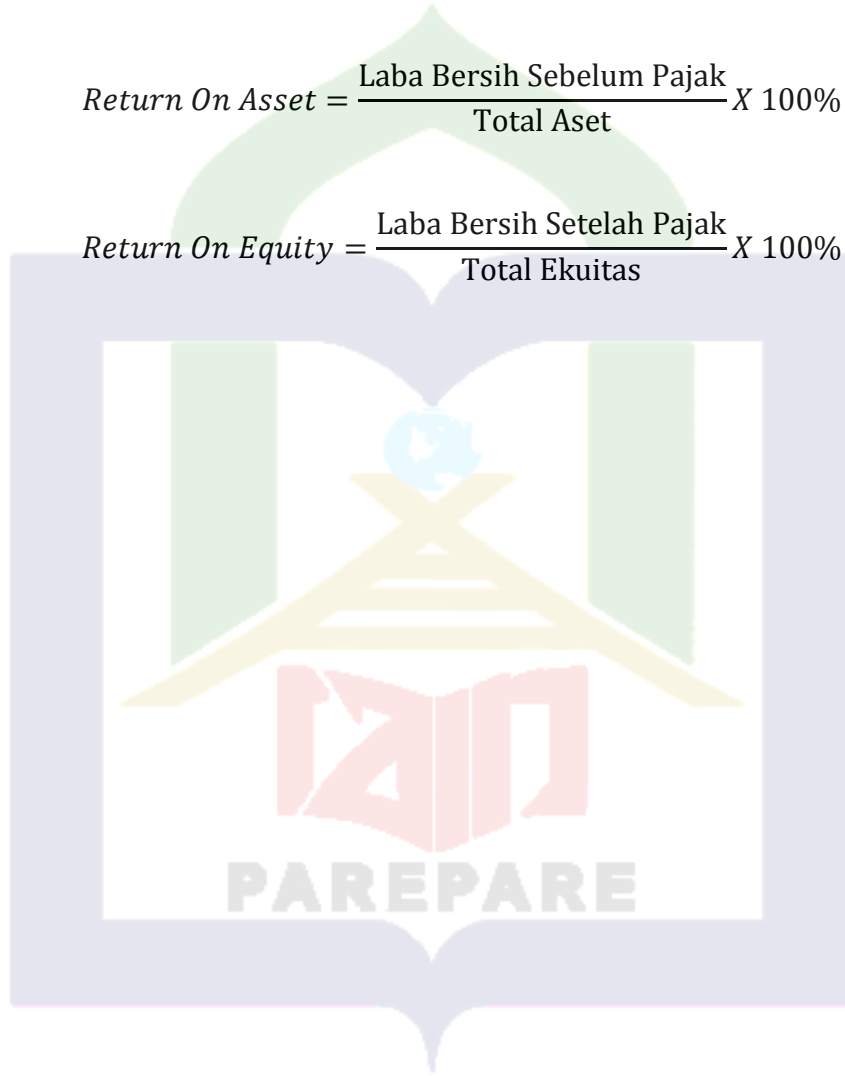 Return On Asset = Laba Bersih Sebelum Pajak / Total Aset X 100%
Return On Equity = Laba Bersih Setelah Pajak / Total Ekuitas X 100%
iain
PAREPARE